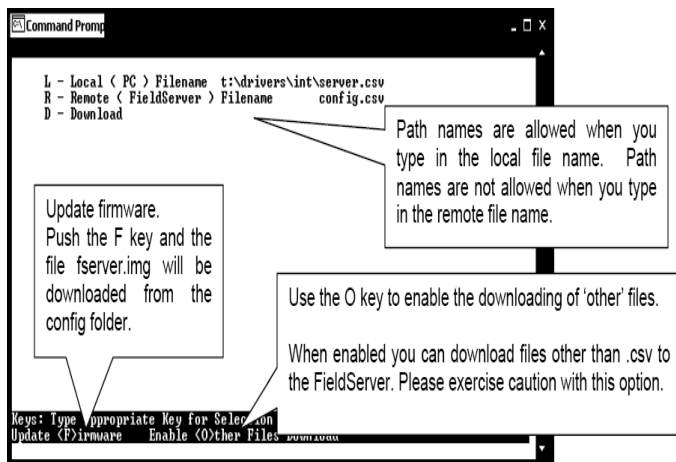 Command Promp
L - Local < PC > Filename t:\drivers\int\server.csv
R - Remote < FieldServer > Filename config.csv
D - Download
Path names are allowed when you
type in the local file name. Path
names are not allowed when you type
in the remote file name.
Update firmware.
Push the F key and the
file fserver.img will be
downloaded from the
config folder.
Use the O key to enable the downloading of ‘other’ files.
When enabled you can download files other than .csv to
the FieldServer. Please exercise caution with this option.
Keys: Type Appropriate Key for Selection
Update <F>irmware Enable <O>ther Files Download